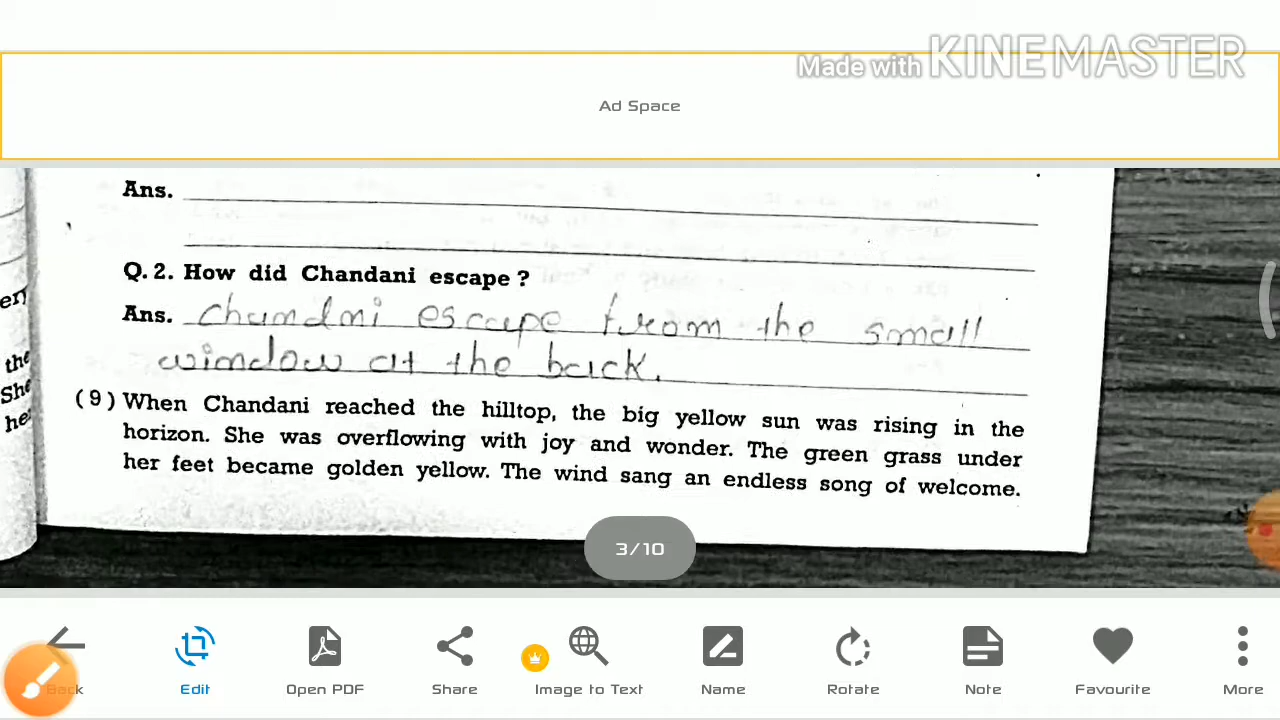 Made with KINEMASTER
Ad Space
Ans.
Q.2. How did Chandani escape?
Ans. chandni escape from the small
window at the back.
(9) When Chandani reached the hilltop, the big yellow sun was rising in the
horizon. She was overflowing with joy and wonder. The green grass under
her feet became golden yellow. The wind sang an endless song of welcome.
the
She
her
3/10
Back
Edit
Open PDF
Share
Image to Text
Name
Rotate
Note
Favourite
More